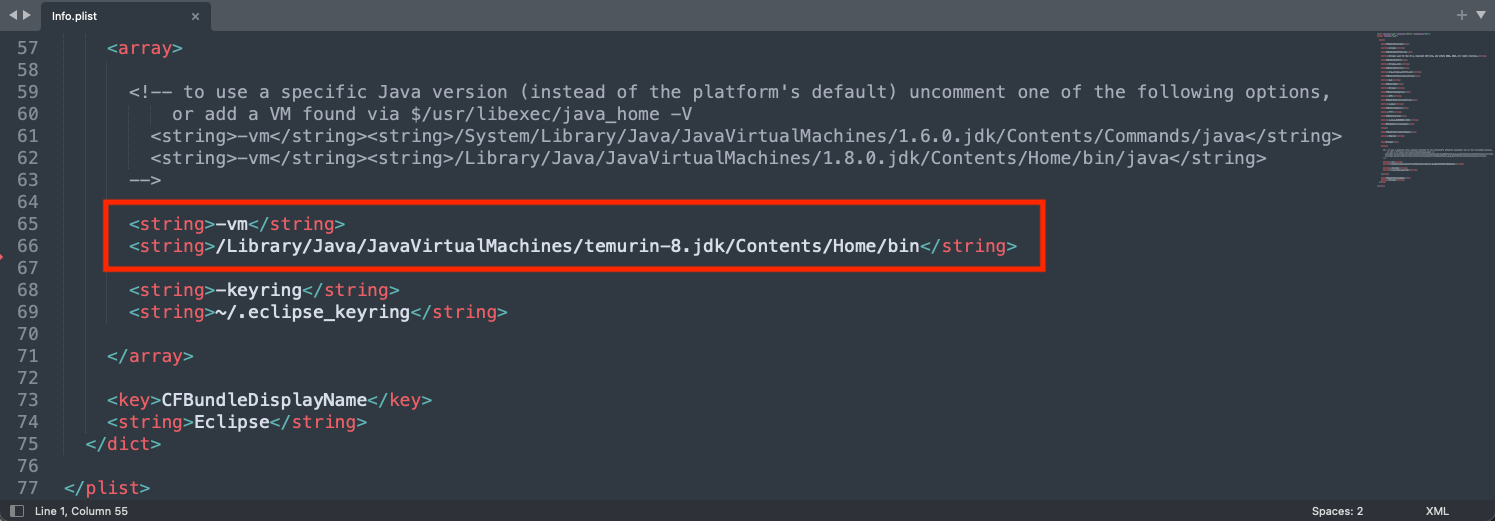 Info.plist
57 <array>
58
59 <!-- to use a specific Java version (instead of the platform's default) uncomment one of the following options,
60 or add a VM found via $/usr/libexec/java_home -V
61 <string>-vm</string><string>/System/Library/Java/JavaVirtualMachines/1.6.0.jdk/Contents/Commands/java</string>
62 <string>-vm</string><string>/Library/Java/JavaVirtualMachines/1.8.0.jdk/Contents/Home/bin/java</string>
63 -->
64
65 <string>-vm</string>
66 <string>/Library/Java/JavaVirtualMachines/temurin-8.jdk/Contents/Home/bin</string>
67
68 <string>-keyring</string>
69 <string>~/.eclipse_keyring</string>
70
71 </array>
72
73 <key>CFBundleDisplayName</key>
74 <string>Eclipse</string>
75 </dict>
76
77 </plist>
Line 1, Column 55 Spaces: 2 XML